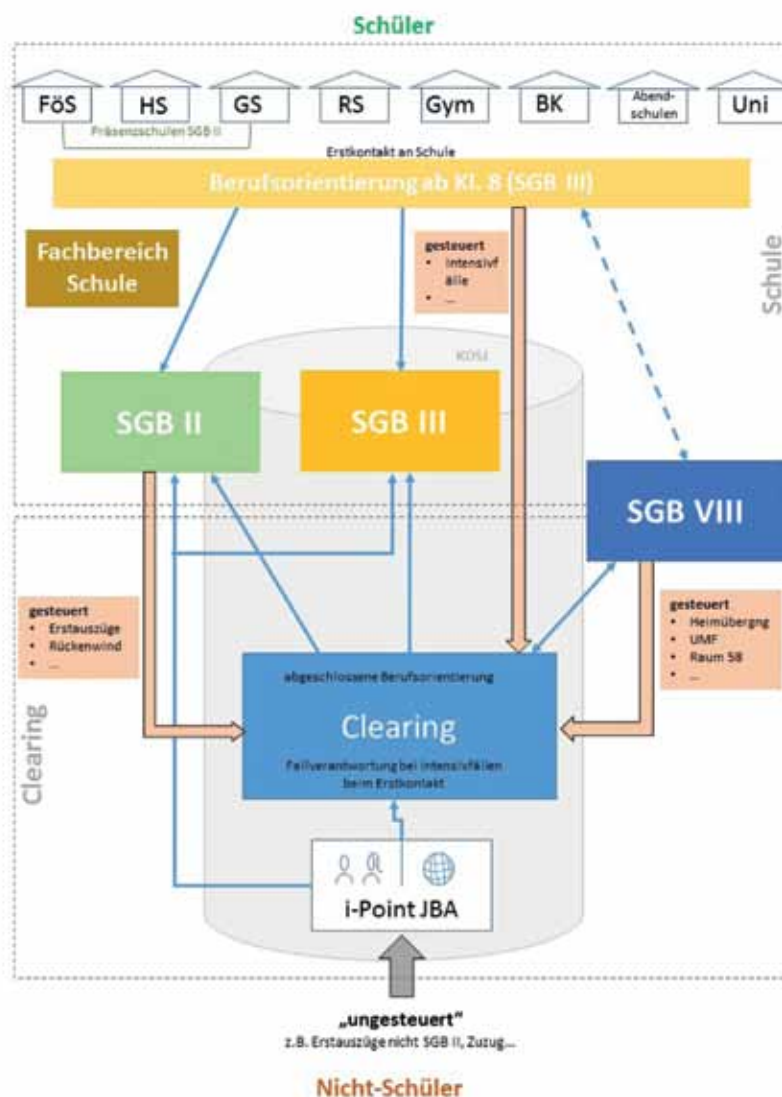 Schüler
FöS
HS
GS
RS
Gym
BK
Abend-
schulen
Uni
Präsenzschulen SGB II
Erstkontakt an Schule
Berufsorientierung ab Kl. 8 (SGB III)
Fachbereich
Schule
gesteuert
• Intensivf
älle
• ...
Schule
KOSI
SGB II
SGB III
SGB VIII
gesteuert
• Erstauszüge
• Rückenwind
• ...
gesteuert
• Heimübergng
• UMF
• Raum 58
• ...
abgeschlossene Berufsorientierung
Clearing
Fallverantwortung bei Intensivfällen
beim Erstkontakt
Clearing
i-Point JBA
„ungesteuert"
z.B. Erstauszüge nicht SGB II, Zuzug...
Nicht-Schüler